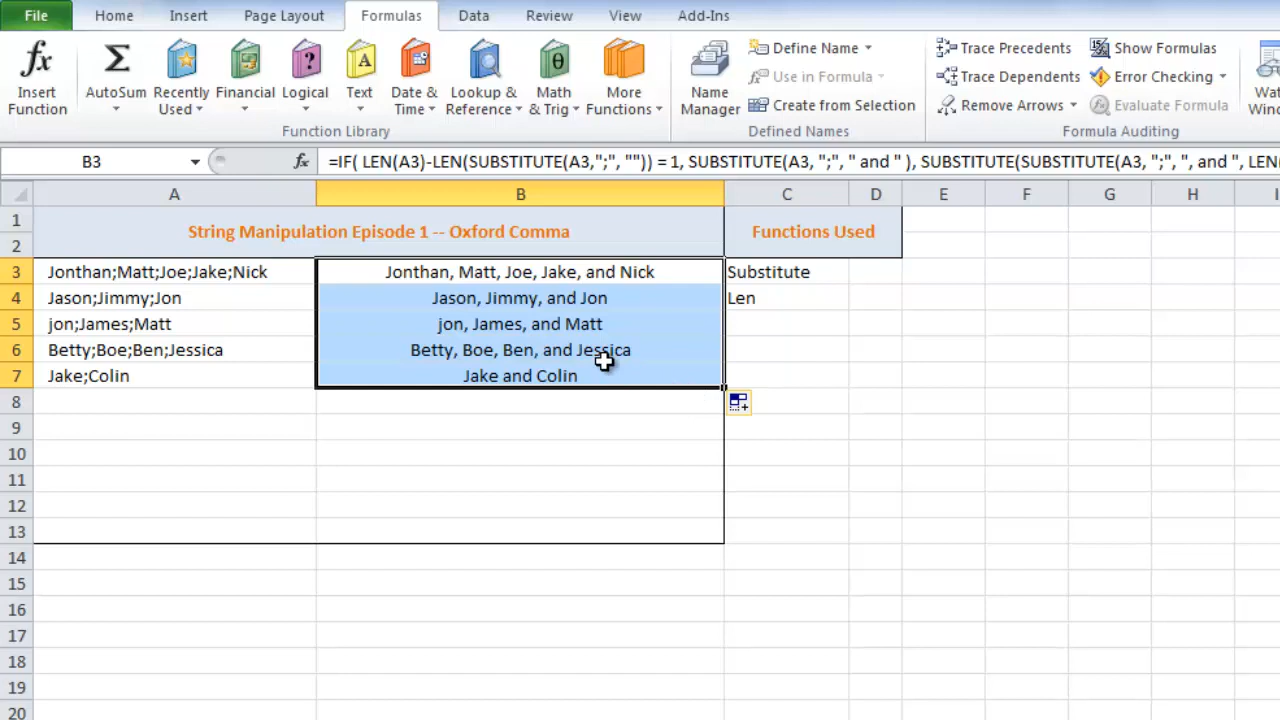 File Home Insert Page Layout Formulas Data Review View Add-Ins
fx Insert Function
Σ AutoSum
Recently Used
Financial
? Logical
A Text
Date & Time
Lookup & Reference
θ Math & Trig
More Functions
Function Library
Name Manager
Define Name
Use in Formula
Create from Selection
Defined Names
Trace Precedents
Trace Dependents
Remove Arrows
Show Formulas
Error Checking
Evaluate Formula
Formula Auditing
B3 fx =IF( LEN(A3)-LEN(SUBSTITUTE(A3,";", "")) = 1, SUBSTITUTE(A3, ";", " and " ), SUBSTITUTE(SUBSTITUTE(A3, ";", ", and ", LEN(
A B C D E F G H I
1
2 String Manipulation Episode 1 -- Oxford Comma Functions Used
3 Jonthan;Matt;Joe;Jake;Nick Jonthan, Matt, Joe, Jake, and Nick Substitute
4 Jason;Jimmy;Jon Jason, Jimmy, and Jon Len
5 jon;James;Matt jon, James, and Matt
6 Betty;Boe;Ben;Jessica Betty, Boe, Ben, and Jessica
7 Jake;Colin Jake and Colin
8
9
10
11
12
13
14
15
16
17
18
19
20